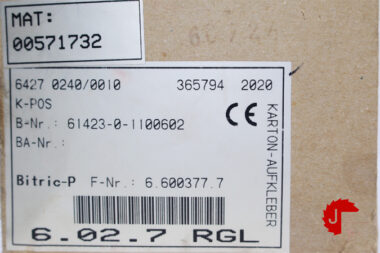 MAT:
00571732
6427 0240/0010 365794 2020
K-POS
B-Nr.: 61423-0-1100602
BA-Nr.:
Bitric-P F-Nr.: 6.600377.7
6.02.7 RGL
CE
KARTON-AUFKLEBER
J